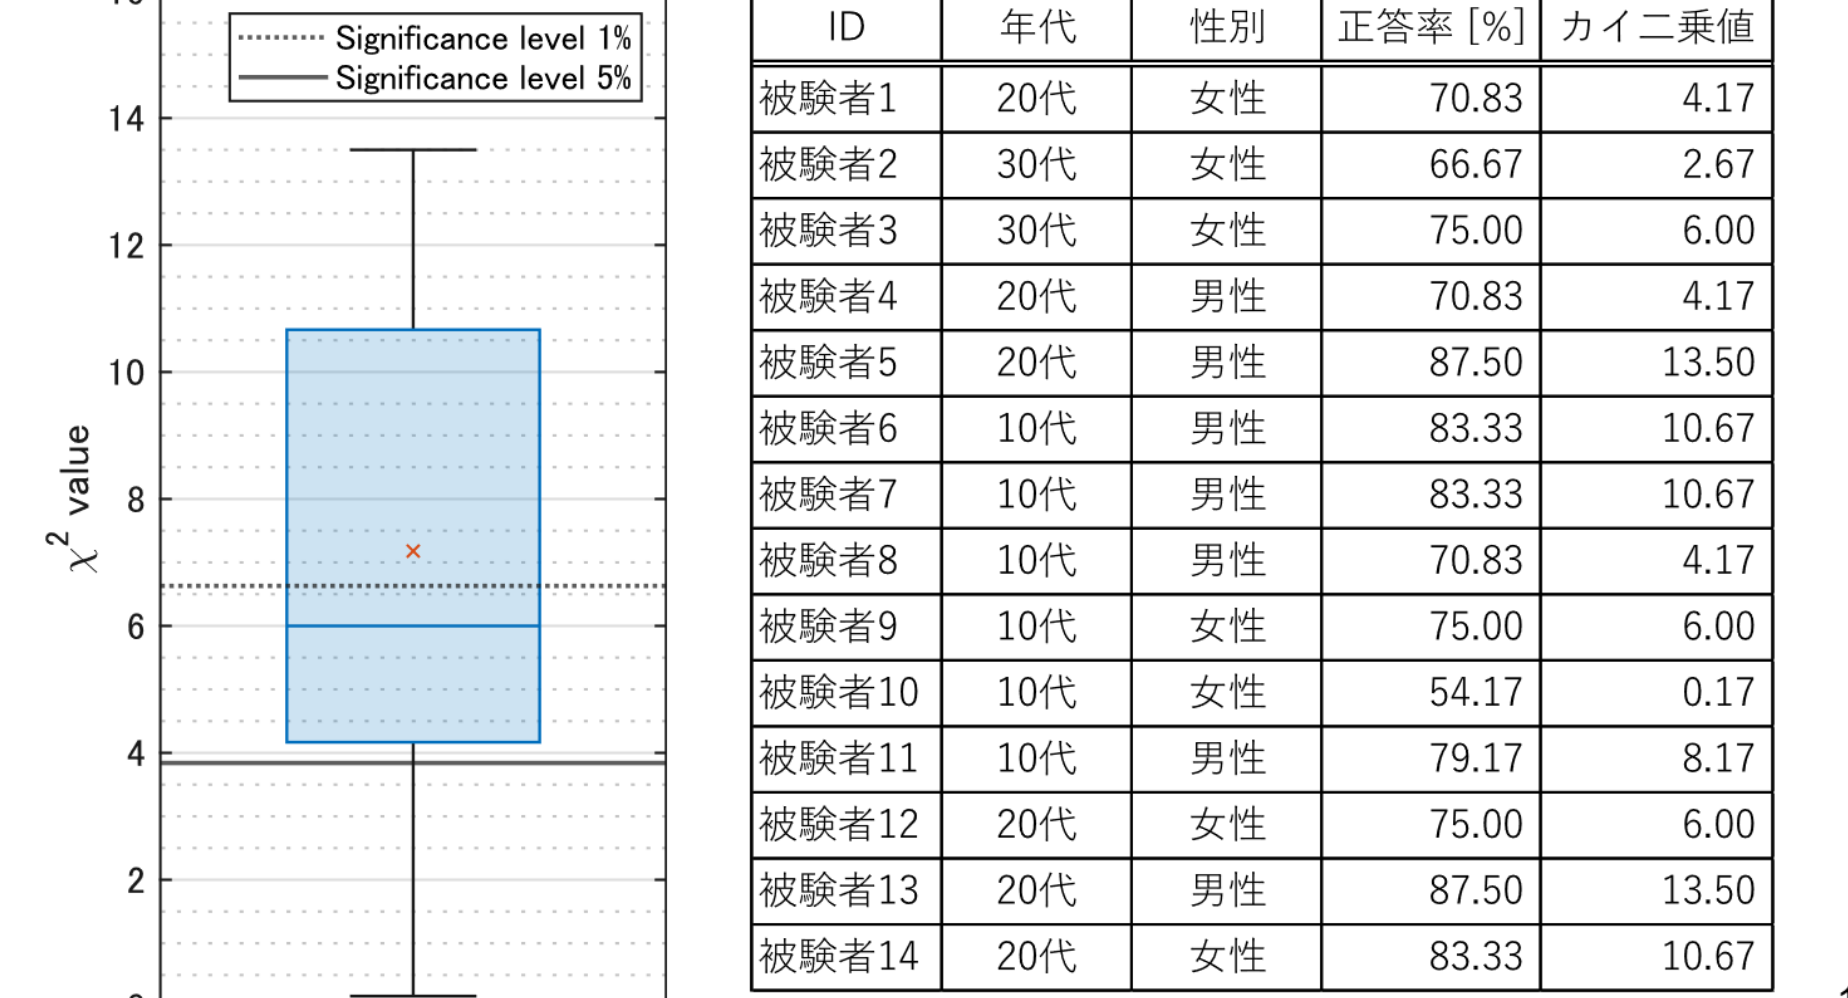 Significance level 1%
Significance level 5%
14
12
10
8
6
4
2
χ² value
ID 年代 性別 正答率 [%] カイ二乗値
被験者1 20代 女性 70.83 4.17
被験者2 30代 女性 66.67 2.67
被験者3 30代 女性 75.00 6.00
被験者4 20代 男性 70.83 4.17
被験者5 20代 男性 87.50 13.50
被験者6 10代 男性 83.33 10.67
被験者7 10代 男性 83.33 10.67
被験者8 10代 男性 70.83 4.17
被験者9 10代 女性 75.00 6.00
被験者10 10代 女性 54.17 0.17
被験者11 10代 男性 79.17 8.17
被験者12 20代 女性 75.00 6.00
被験者13 20代 男性 87.50 13.50
被験者14 20代 女性 83.33 10.67